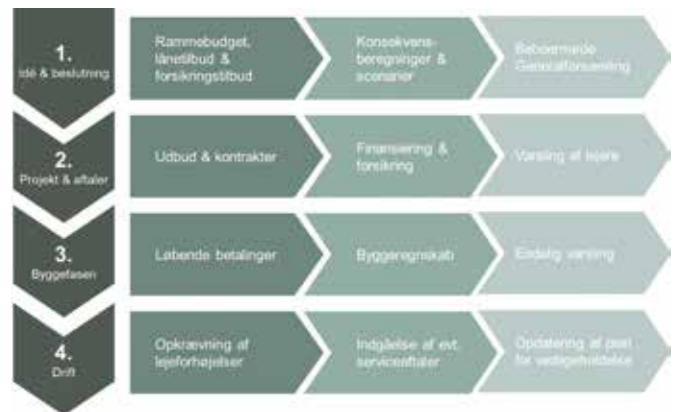 1.
Idé & beslutning
Rammebudget,
lånetilbud &
forsikringstilbud
Konsekvens-
beregninger &
scenarier
Beboermøde
Generalforsamling
2.
Projekt & aftaler
Udbud & kontrakter
Finansiering &
forsikring
Varsling af lejere
3.
Byggefasen
Løbende betalinger
Byggeregnskab
Endelig varsling
4.
Drift
Opkrævning af
lejeforhøjelser
Indgåelse af evt.
serviceaftaler
Opdatering af plan
for vedligeholdelse